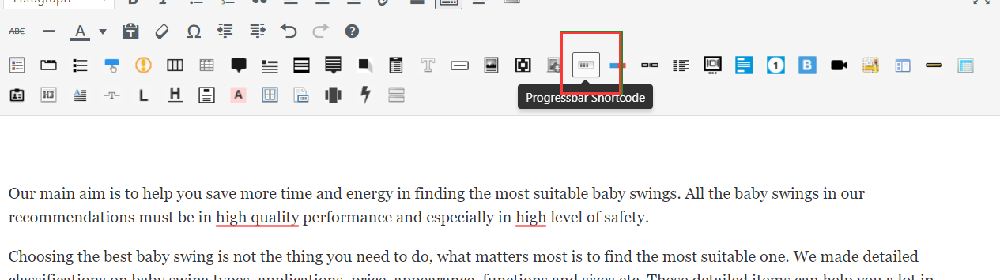 Paragraph
ABC
A
Ω
T
1
B
H3
A
T
L
H
A
Progressbar Shortcode
Our main aim is to help you save more time and energy in finding the most suitable baby swings. All the baby swings in our
recommendations must be in high quality performance and especially in high level of safety.
Choosing the best baby swing is not the thing you need to do, what matters most is to find the most suitable one. We made detailed
classifications on baby swing types, applications, price, appearance, functions and sizes etc. These detailed items can help you a lot in